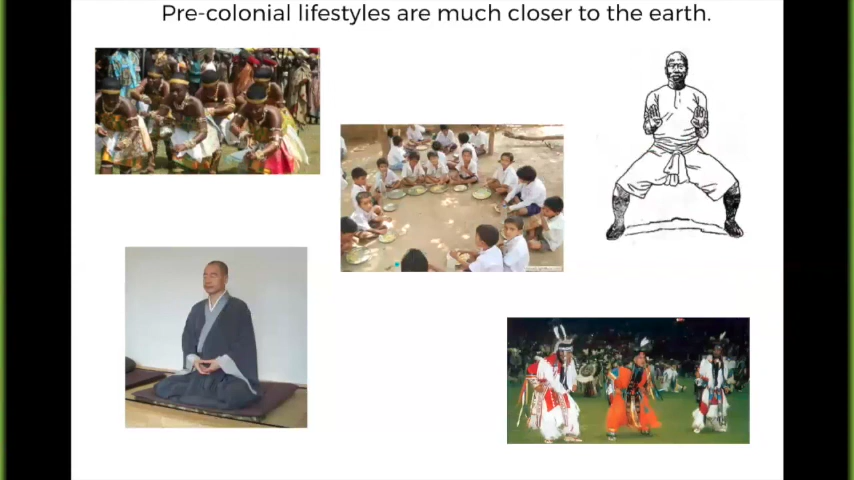 Pre-colonial lifestyles are much closer to the earth.